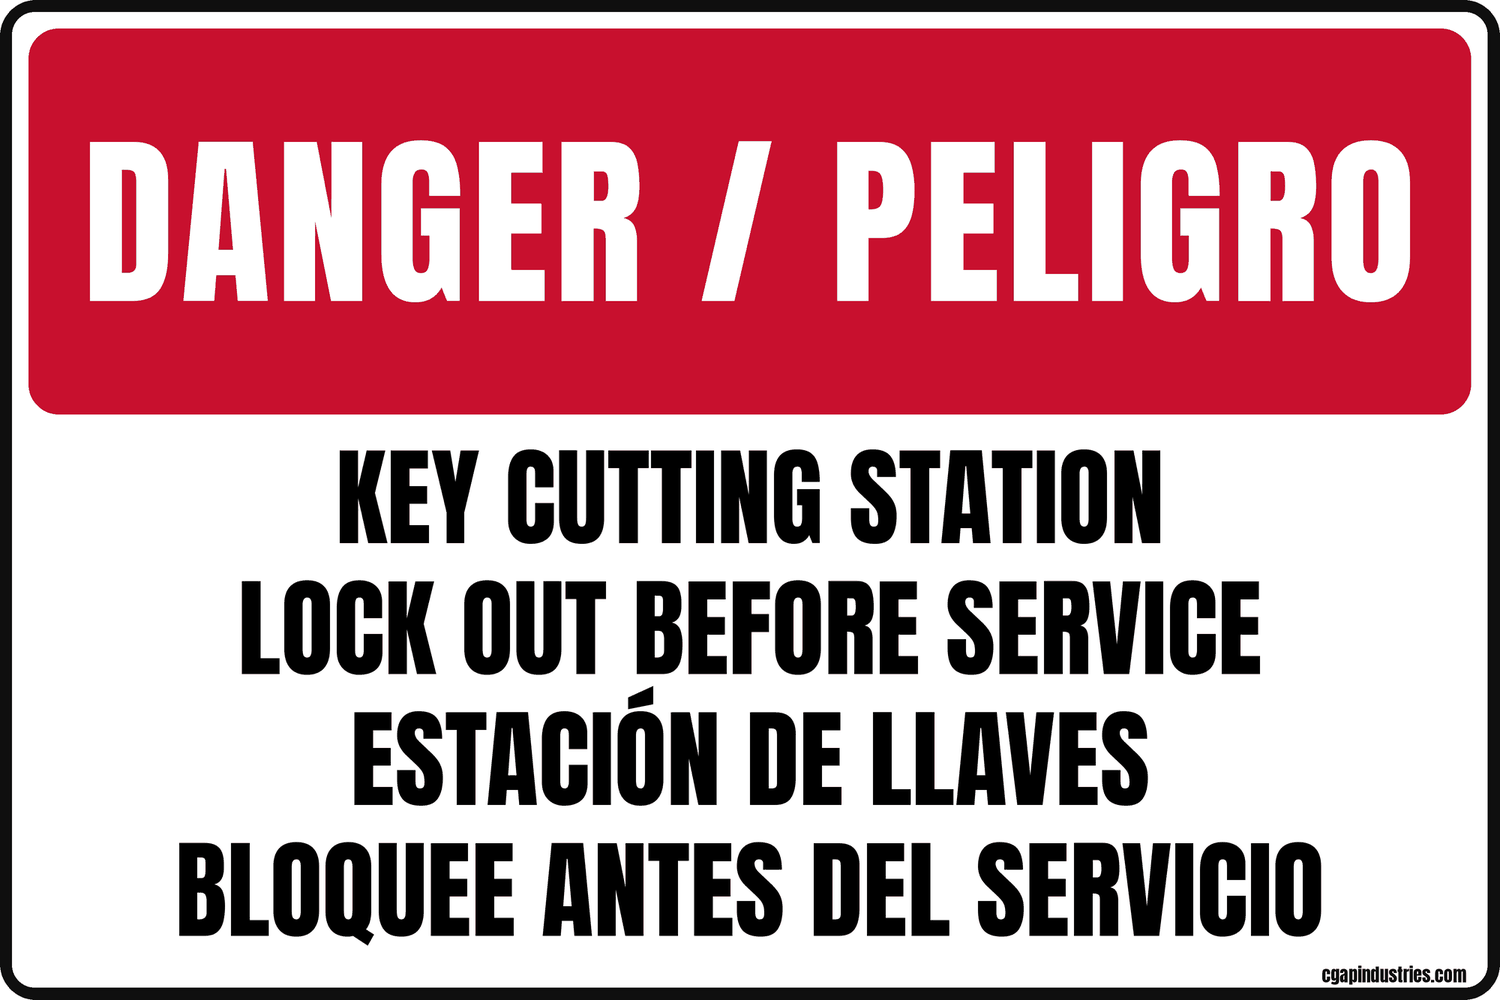 DANGER / PELIGRO
KEY CUTTING STATION
LOCK OUT BEFORE SERVICE
ESTACIÓN DE LLAVES
BLOQUEE ANTES DEL SERVICIO
cgapindustries.com